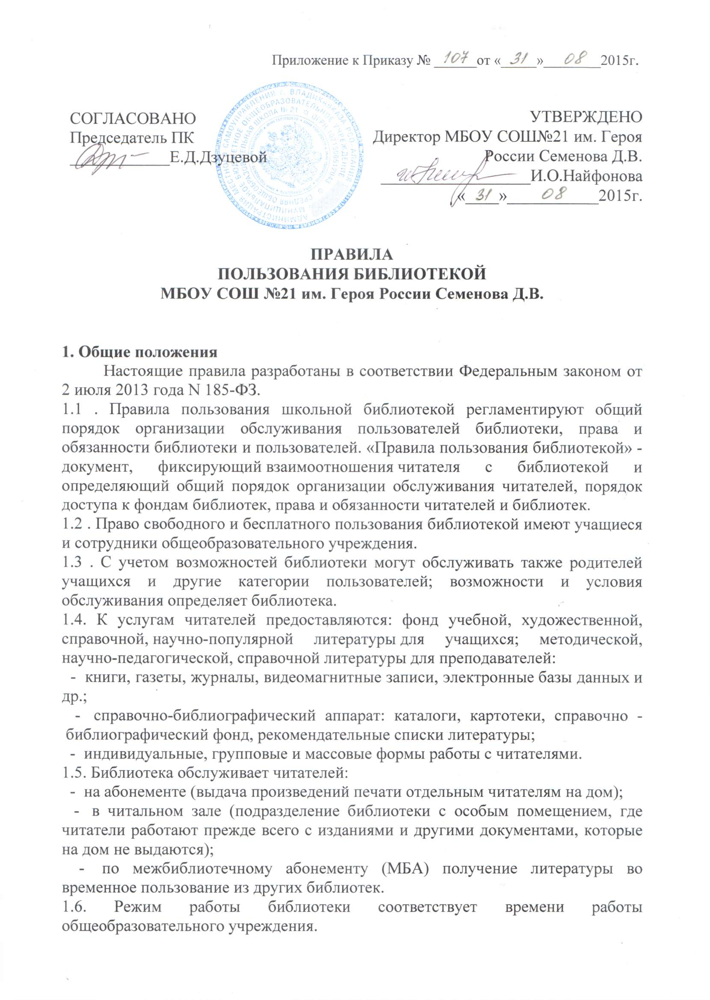 Приложение к Приказу № 107 от «31» 08 2015г.
СОГЛАСОВАНО
Председатель ПК
____________Е.Д.Дзуцевой
УТВЕРЖДЕНО
Директор МБОУ СОШ№21 им. Героя
России Семенова Д.В.
__________________И.О.Найфонова
«31» 08 2015г.
АДМИНИСТРАЦИЯ МЕСТНОГО САМОУПРАВЛЕНИЯ г. ВЛАДИКАВКАЗА РСО-АЛАНИЯ
МУНИЦИПАЛЬНОЕ БЮДЖЕТНОЕ ОБЩЕОБРАЗОВАТЕЛЬНОЕ УЧРЕЖДЕНИЕ
СРЕДНЯЯ ОБЩЕОБРАЗОВАТЕЛЬНАЯ ШКОЛА № 21 ОГРН
ПРАВИЛА
ПОЛЬЗОВАНИЯ БИБЛИОТЕКОЙ
МБОУ СОШ №21 им. Героя России Семенова Д.В.
1. Общие положения
Настоящие правила разработаны в соответствии Федеральным законом от
2 июля 2013 года N 185-ФЗ.
1.1 . Правила пользования школьной библиотекой регламентируют общий
порядок организации обслуживания пользователей библиотеки, права и
обязанности библиотеки и пользователей. «Правила пользования библиотекой» -
документ, фиксирующий взаимоотношения читателя с библиотекой и
определяющий общий порядок организации обслуживания читателей, порядок
доступа к фондам библиотек, права и обязанности читателей и библиотек.
1.2 . Право свободного и бесплатного пользования библиотекой имеют учащиеся
и сотрудники общеобразовательного учреждения.
1.3 . С учетом возможностей библиотеки могут обслуживать также родителей
учащихся и другие категории пользователей; возможности и условия
обслуживания определяет библиотека.
1.4. К услугам читателей предоставляются: фонд учебной, художественной,
справочной, научно-популярной литературы для учащихся; методической,
научно-педагогической, справочной литературы для преподавателей:
- книги, газеты, журналы, видеомагнитные записи, электронные базы данных и
др.;
- справочно-библиографический аппарат: каталоги, картотеки, справочно -
библиографический фонд, рекомендательные списки литературы;
- индивидуальные, групповые и массовые формы работы с читателями.
1.5. Библиотека обслуживает читателей:
- на абонементе (выдача произведений печати отдельным читателям на дом);
- в читальном зале (подразделение библиотеки с особым помещением, где
читатели работают прежде всего с изданиями и другими документами, которые
на дом не выдаются);
- по межбиблиотечному абонементу (МБА) получение литературы во
временное пользование из других библиотек.
1.6. Режим работы библиотеки соответствует времени работы
общеобразовательного учреждения.